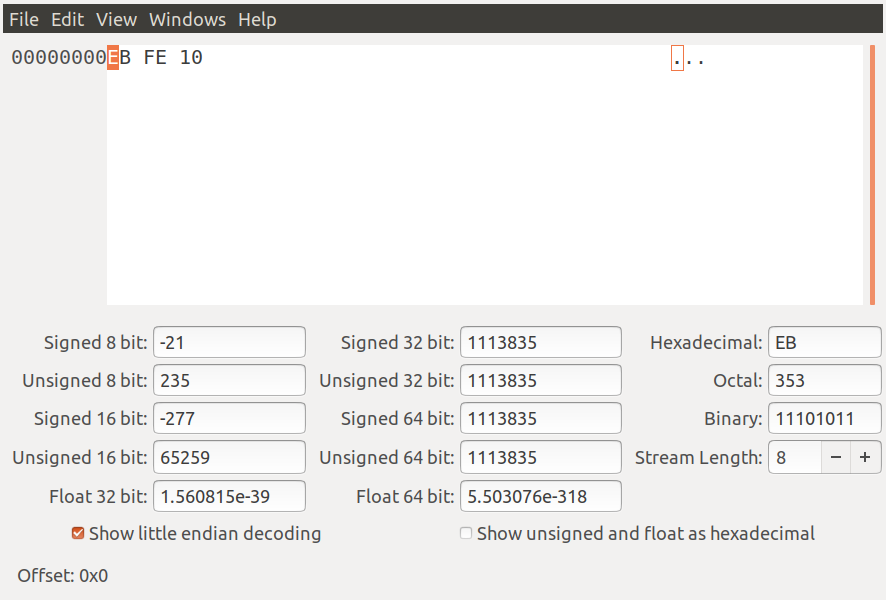 File Edit View Windows Help
00000000EB FE 10 ...
Signed 8 bit: -21 Signed 32 bit: 1113835 Hexadecimal: EB
Unsigned 8 bit: 235 Unsigned 32 bit: 1113835 Octal: 353
Signed 16 bit: -277 Signed 64 bit: 1113835 Binary: 11101011
Unsigned 16 bit: 65259 Unsigned 64 bit: 1113835 Stream Length: 8 − +
Float 32 bit: 1.560815e-39 Float 64 bit: 5.503076e-318
Show little endian decoding Show unsigned and float as hexadecimal
Offset: 0x0